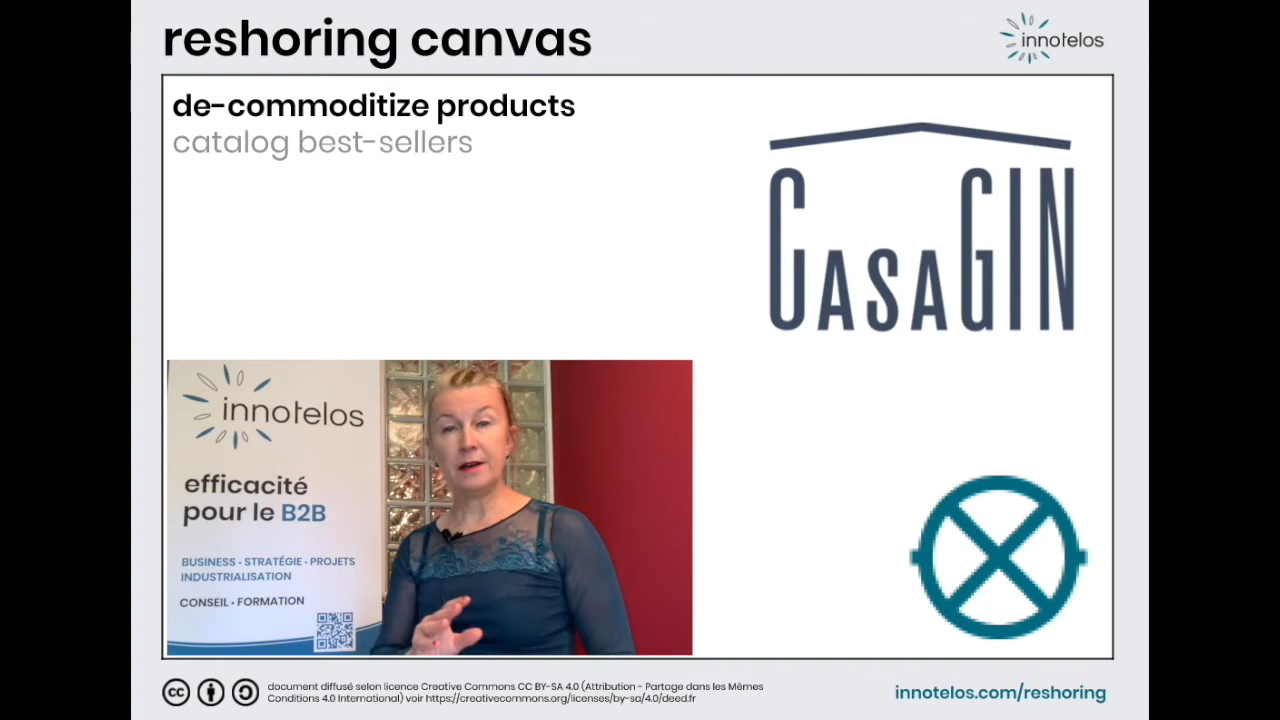 reshoring canvas
innotelos
de-commoditize products
catalog best-sellers
CASAGIN
innotelos
efficacité
pour le B2B
BUSINESS • STRATÉGIE • PROJETS
INDUSTRIALISATION
CONSEIL • FORMATION
cc
document diffusé selon licence Creative Commons CC BY-SA 4.0 (Attribution - Partage dans les Mêmes
Conditions 4.0 International) voir https://creativecommons.org/licenses/by-sa/4.0/deed.fr
innotelos.com/reshoring